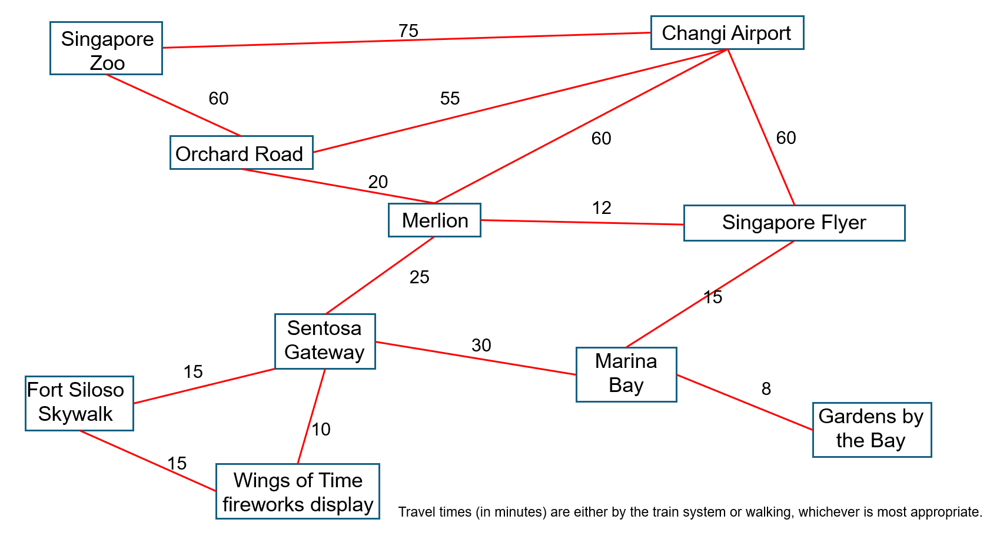 75
Changi Airport
Singapore
Zoo
60
55
60
60
Orchard Road
20
12
Merlion
Singapore Flyer
25
15
Sentosa
Gateway
30
Marina
Bay
15
Fort Siloso
Skywalk
8
10
Gardens by
the Bay
15
Wings of Time
fireworks display
Travel times (in minutes) are either by the train system or walking, whichever is most appropriate.